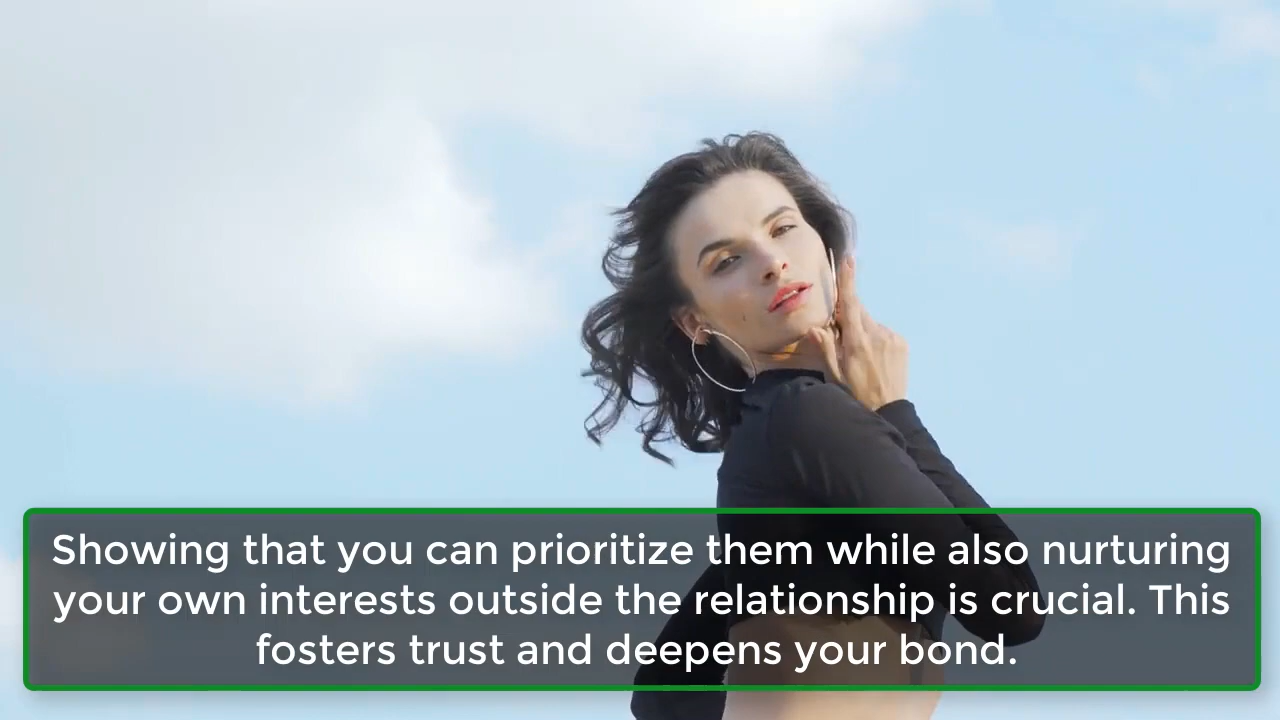 Showing that you can prioritize them while also nurturing
your own interests outside the relationship is crucial. This
fosters trust and deepens your bond.